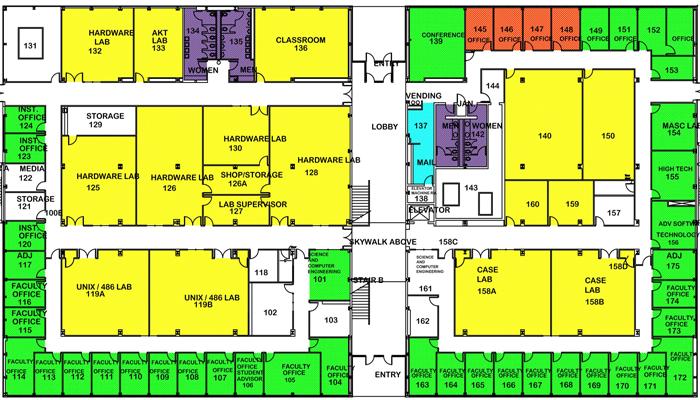 131
HARDWARE
LAB
132
AKT
LAB
133
134
WOMEN
135
MEN
CLASSROOM
136
ENTRY
CONFERENCE
139
145
OFFICE
146
OFFICE
147
OFFICE
148
OFFICE
149
OFFICE
151
OFFICE
152
OFFICE
153
INST.
OFFICE
124
INST.
OFFICE
123
MEDIA
122
STORAGE
121
100E
INST.
OFFICE
120
ADJ
117
FACULTY
OFFICE
116
FACULTY
OFFICE
115
STORAGE
129
HARDWARE LAB
125
HARDWARE LAB
126
HARDWARE LAB
130
SHOP/STORAGE
126A
LAB SUPERVISOR
127
HARDWARE LAB
128
LOBBY
VENDING
JAN
144
137
MAIL
MEN
WOMEN
142
143
ELEVATOR
MACHINE RM
138
ELEVATOR
140
150
160
159
157
MASC LAB
154
HIGH TECH
155
ADV SOFTW
TECHNOLOGY
156
ADJ
175
FACULTY
OFFICE
174
FACULTY
OFFICE
173
SKYWALK ABOVE
158C
UNIX / 486 LAB
119A
UNIX / 486 LAB
119B
118
102
SCIENCE
AND
COMPUTER
ENGINEERING
101
103
STAIR B
SCIENCE
AND COMPUTER
ENGINEERING
161
162
CASE
LAB
158A
CASE
LAB
158B
158D
FACULTY
OFFICE
114
FACULTY
OFFICE
113
FACULTY
OFFICE
112
FACULTY
OFFICE
111
FACULTY
OFFICE
110
FACULTY
OFFICE
109
FACULTY
OFFICE
108
FACULTY
OFFICE
107
FACULTY
OFFICE
STUDENT
ADVISOR
106
FACULTY
OFFICE
105
FACULTY
OFFICE
104
ENTRY
FACULTY
OFFICE
163
FACULTY
OFFICE
164
FACULTY
OFFICE
165
FACULTY
OFFICE
166
FACULTY
OFFICE
167
FACULTY
OFFICE
168
FACULTY
OFFICE
169
FACULTY
OFFICE
170
FACULTY
OFFICE
171
172